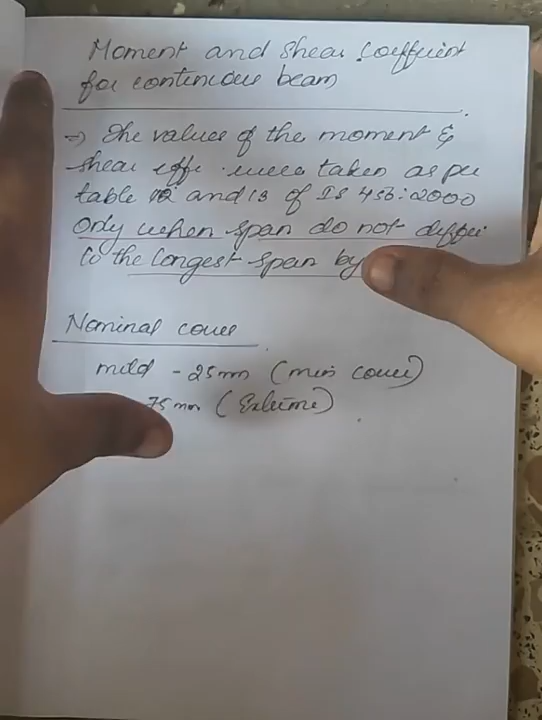 Moment and Shear Coefficient
for continuous beam
⇒ The values of the moment &
shear effi were taken as per
table 12 and 13 of IS 456:2000
Only when span do not differ
to the longest span by
Nominal cover
mild - 25mm (min cover)
75mm (Extreme)